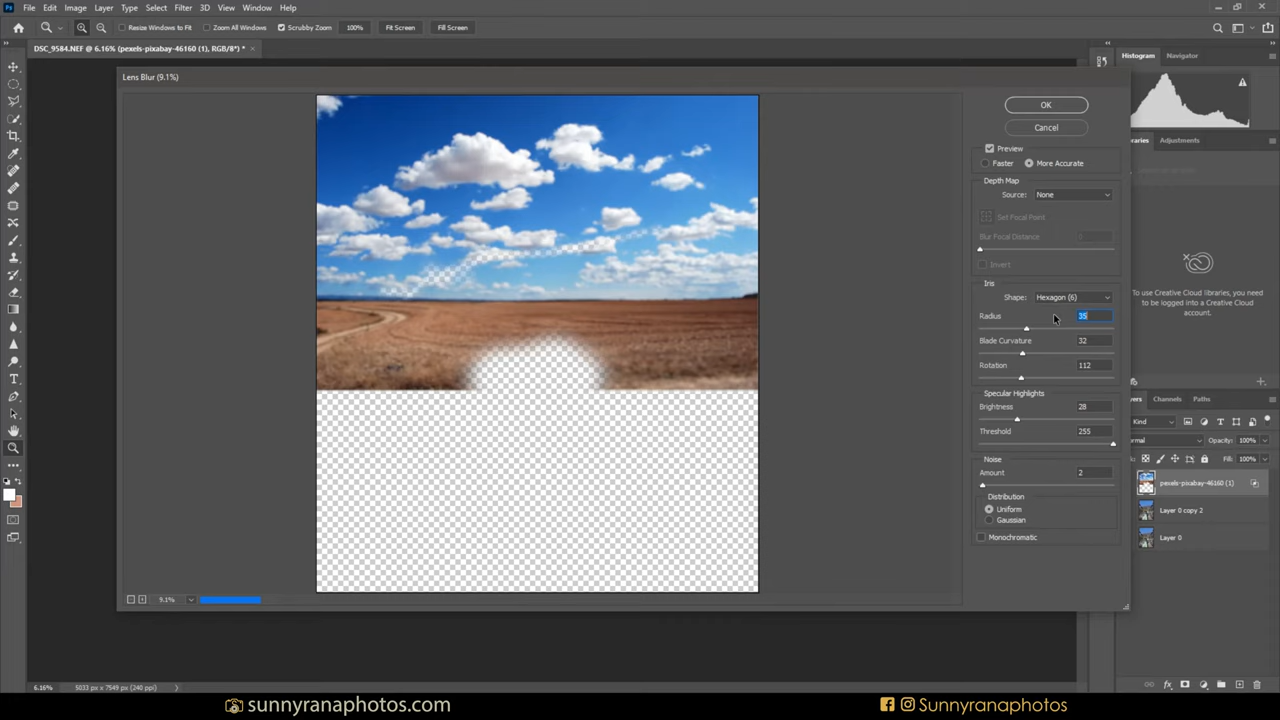 Ps File Edit Image Layer Type Select Filter 3D View Window Help
Resize Windows to Fit Zoom All Windows Scrubby Zoom 100% Fit Screen Fill Screen
DSC_9584.NEF @ 6.16% (pexels-pixabay-46160 (1), RGB/8*) * ×
Histogram Navigator
Lens Blur (9.1%)
OK
Cancel
Preview
Faster More Accurate
Depth Map
Source: None
Set Focal Point
Blur Focal Distance 0
Invert
Iris
Shape: Hexagon (6)
Radius 35
Blade Curvature 32
Rotation 112
Specular Highlights
Brightness 28
Threshold 255
Noise
Amount 2
Distribution
Uniform
Gaussian
Monochromatic
9.1%
braries Adjustments
To use Creative Cloud libraries, you
need to be logged into a Creative
Cloud account
ayers Channels Paths
Kind
ormal Opacity: 100%
Fill: 100%
pexels-pixabay-46160 (1)
Layer 0 copy 2
Layer 0
6.16% 5033 px x 7549 px (240 ppi)
sunnyranaphotos.com
@Sunnyranaphotos